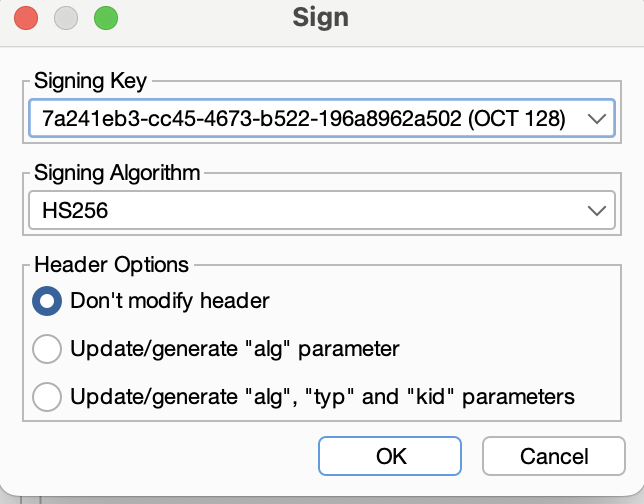 Sign
Signing Key
7a241eb3-cc45-4673-b522-196a8962a502 (OCT 128)
Signing Algorithm
HS256
Header Options
Don't modify header
Update/generate "alg" parameter
Update/generate "alg", "typ" and "kid" parameters
OK Cancel